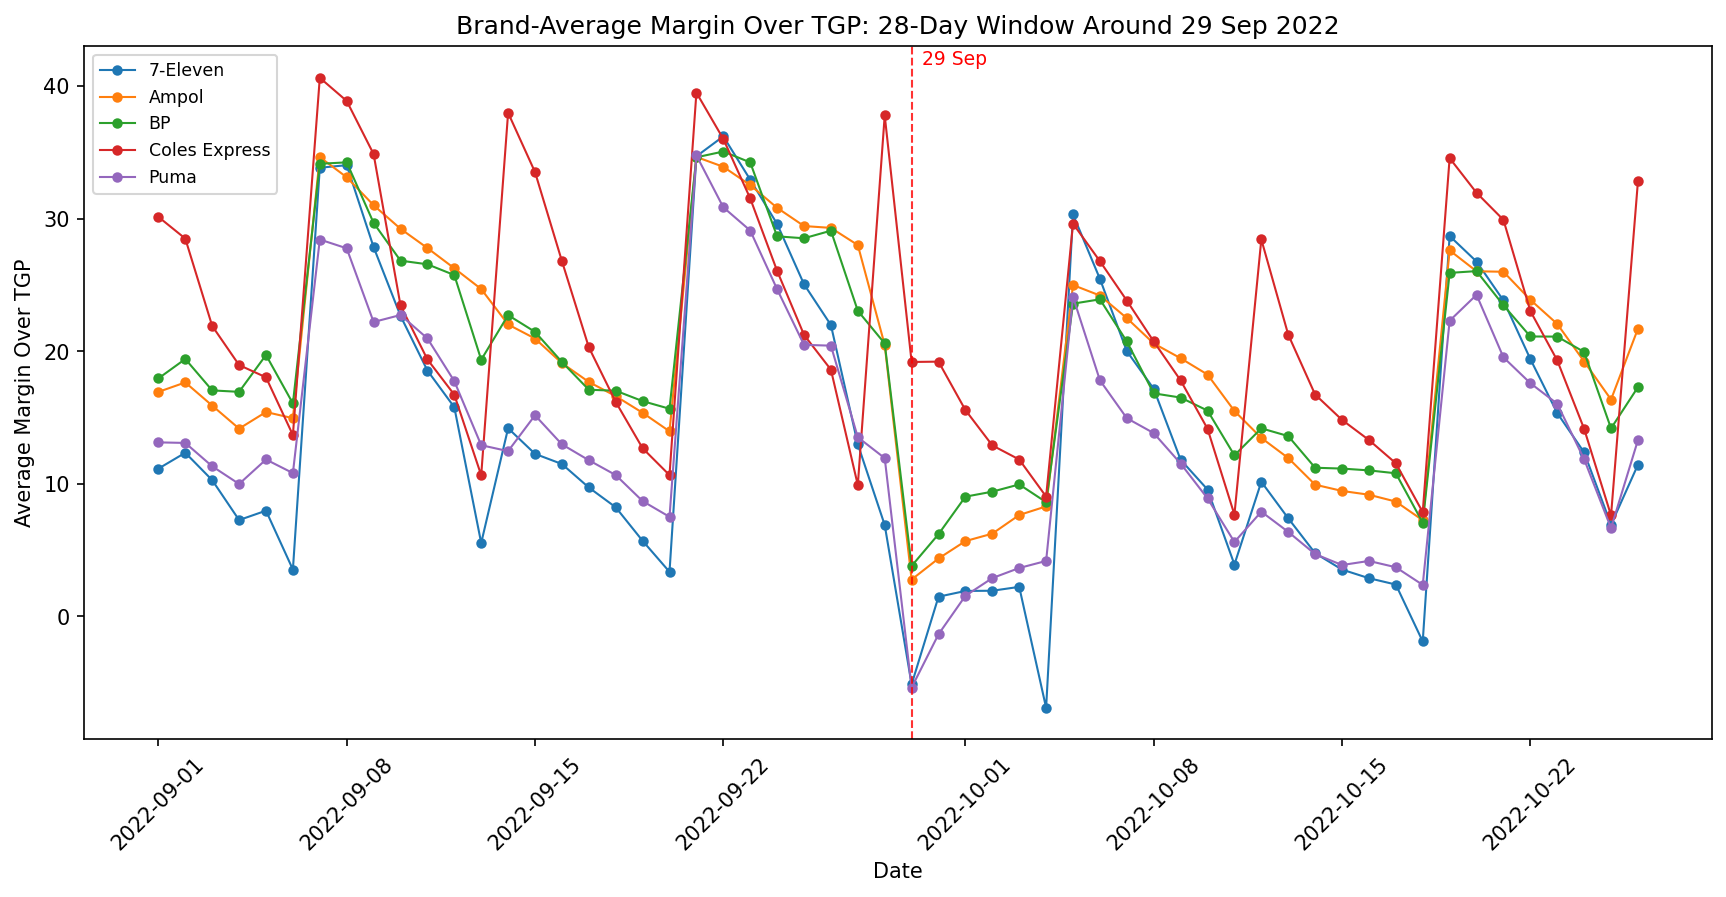 Brand-Average Margin Over TGP: 28-Day Window Around 29 Sep 2022
29 Sep
7-Eleven
Ampol
BP
Coles Express
Puma
Average Margin Over TGP
40
30
20
10
0
2022-09-01
2022-09-08
2022-09-15
2022-09-22
2022-10-01
2022-10-08
2022-10-15
2022-10-22
Date